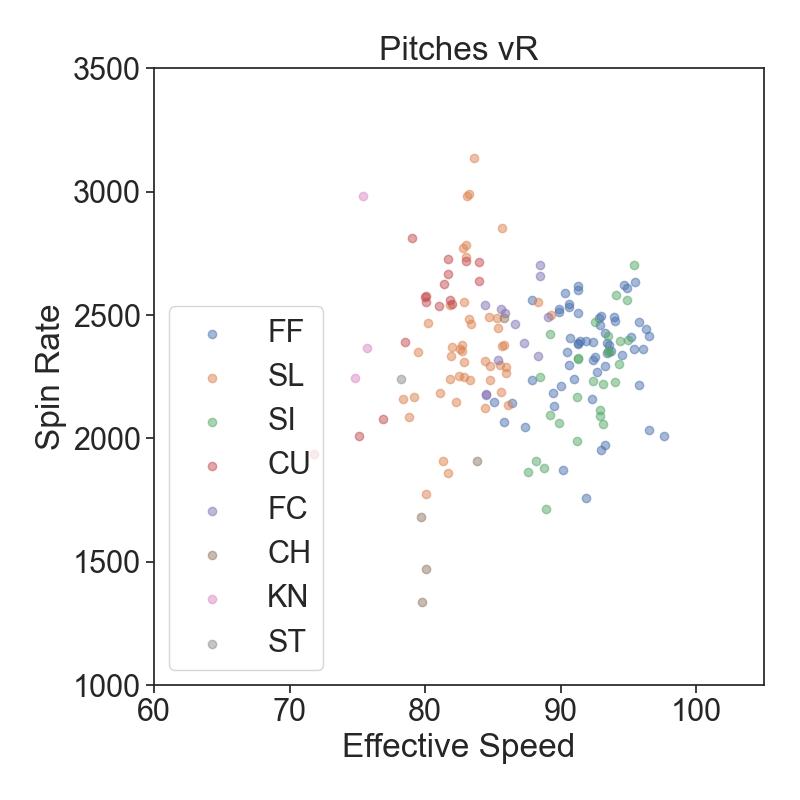 Pitches vR
3500
3000
2500
2000
1500
1000
Spin Rate
FF
SL
SI
CU
FC
CH
KN
ST
60 70 80 90 100
Effective Speed